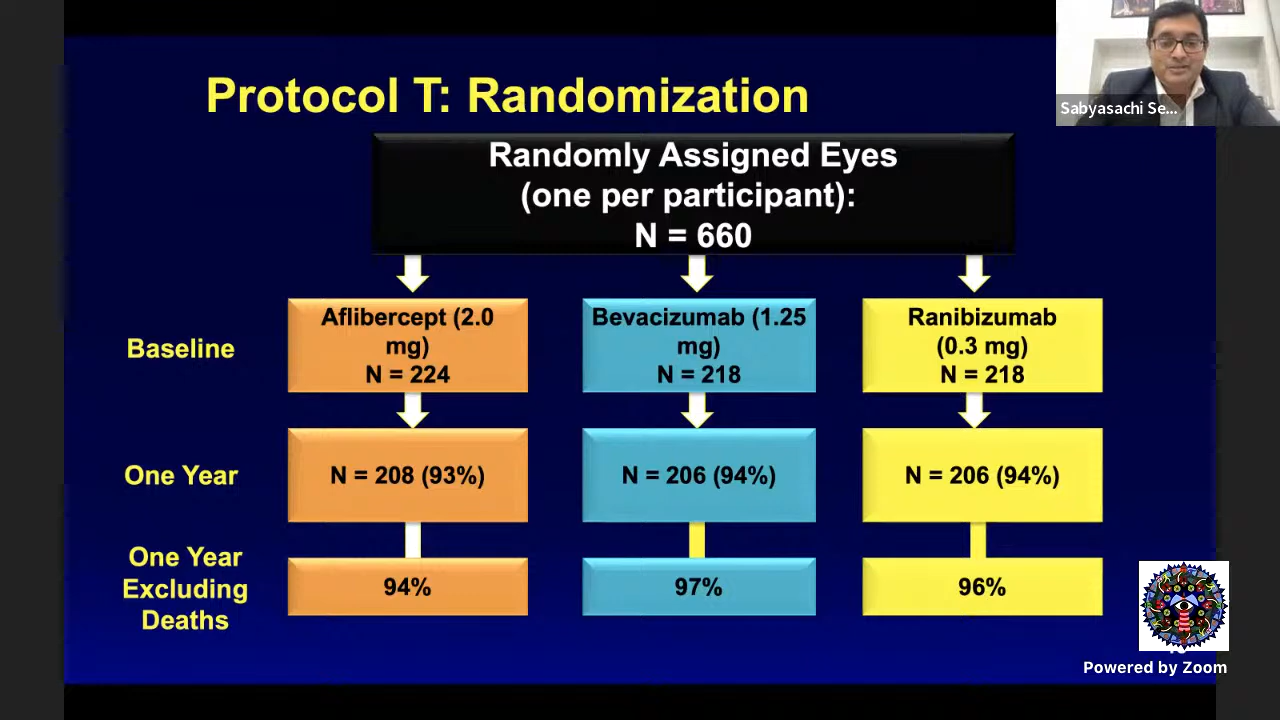 Protocol T: Randomization
Sabyasachi Se...
Randomly Assigned Eyes
(one per participant):
N = 660
Baseline
Aflibercept (2.0
mg)
N = 224
Bevacizumab (1.25
mg)
N = 218
Ranibizumab
(0.3 mg)
N = 218
One Year
N = 208 (93%)
N = 206 (94%)
N = 206 (94%)
One Year
Excluding
Deaths
94%
97%
96%
Powered by Zoom